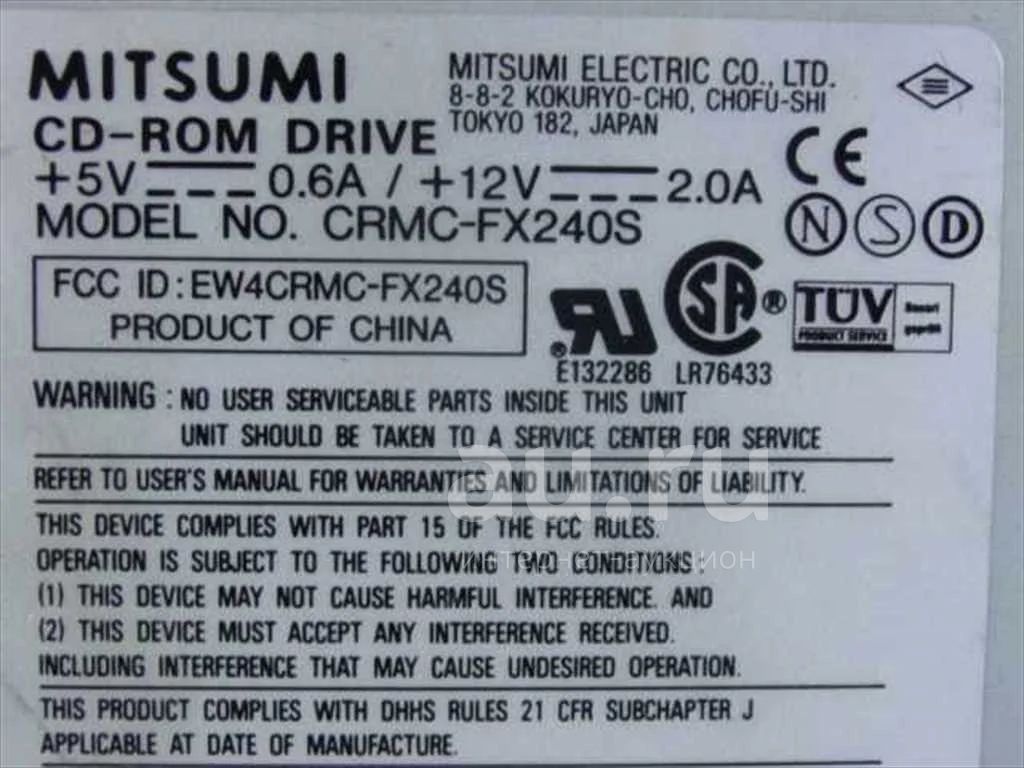 MITSUMI
CD-ROM DRIVE
MITSUMI ELECTRIC CO., LTD.
8-8-2 KOKURYO-CHO, CHOFU-SHI
TOKYO 182, JAPAN
+5V 0.6A / +12V 2.0A
MODEL NO. CRMC-FX240S
CE
N S D
FCC ID: EW4CRMC-FX240S
PRODUCT OF CHINA
RU ®
E132286
SA ®
LR76433
TÜV
PRODUCT SERVICE
geprüft
WARNING : NO USER SERVICEABLE PARTS INSIDE THIS UNIT
UNIT SHOULD BE TAKEN TO A SERVICE CENTER FOR SERVICE
REFER TO USER'S MANUAL FOR WARRANTIES AND LIMITATIONS OF LIABILITY.
THIS DEVICE COMPLIES WITH PART 15 OF THE FCC RULES.
OPERATION IS SUBJECT TO THE FOLLOWING TWO CONDITIONS:
(1) THIS DEVICE MAY NOT CAUSE HARMFUL INTERFERENCE. AND
(2) THIS DEVICE MUST ACCEPT ANY INTERFERENCE RECEIVED.
INCLUDING INTERFERENCE THAT MAY CAUSE UNDESIRED OPERATION.
THIS PRODUCT COMPLIES WITH DHHS RULES 21 CFR SUBCHAPTER J
APPLICABLE AT DATE OF MANUFACTURE.
au.ru
интернет-аукцион